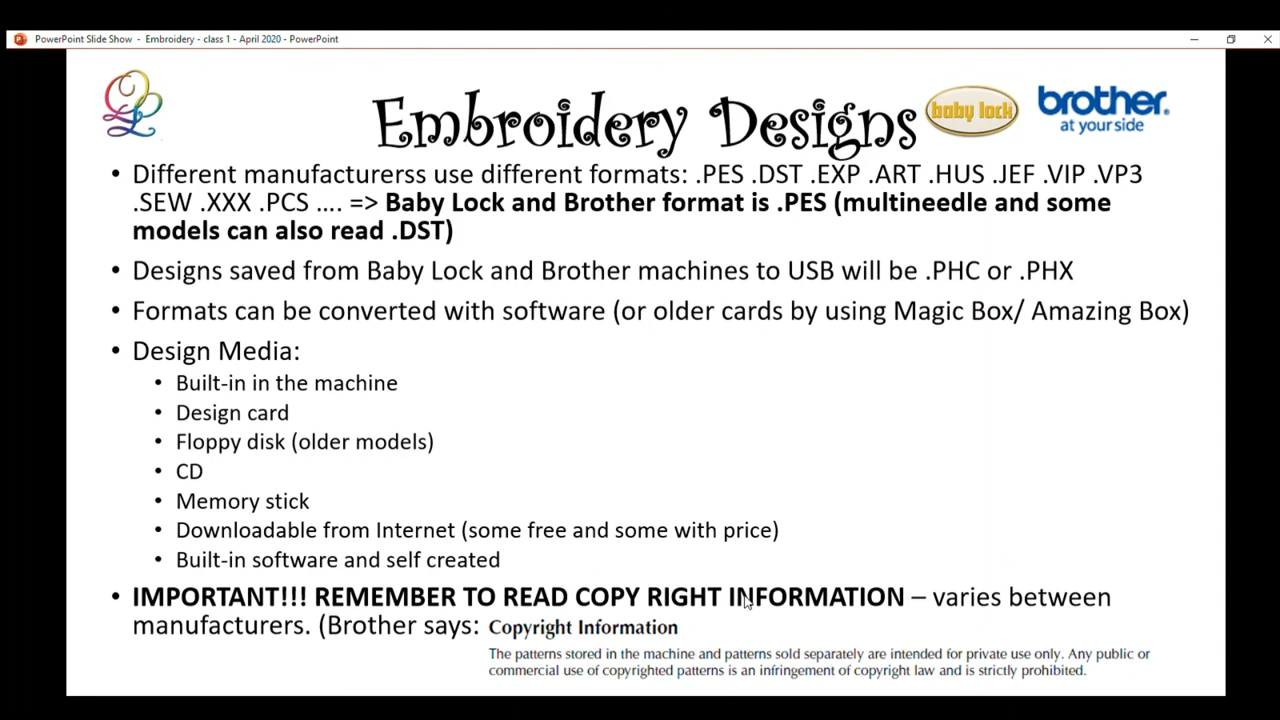 PowerPoint Slide Show - Embroidery - class 1 - April 2020 - PowerPoint
Embroidery Designs
baby lock
brother.
at your side
• Different manufacturerss use different formats: .PES .DST .EXP .ART .HUS .JEF .VIP .VP3
.SEW .XXX .PCS .... => Baby Lock and Brother format is .PES (multineedle and some
models can also read .DST)
• Designs saved from Baby Lock and Brother machines to USB will be .PHC or .PHX
• Formats can be converted with software (or older cards by using Magic Box/ Amazing Box)
• Design Media:
• Built-in in the machine
• Design card
• Floppy disk (older models)
• CD
• Memory stick
• Downloadable from Internet (some free and some with price)
• Built-in software and self created
• IMPORTANT!!! REMEMBER TO READ COPY RIGHT INFORMATION – varies between
manufacturers. (Brother says: Copyright Information
The patterns stored in the machine and patterns sold separately are intended for private use only. Any public or
commercial use of copyrighted patterns is an infringement of copyright law and is strictly prohibited.